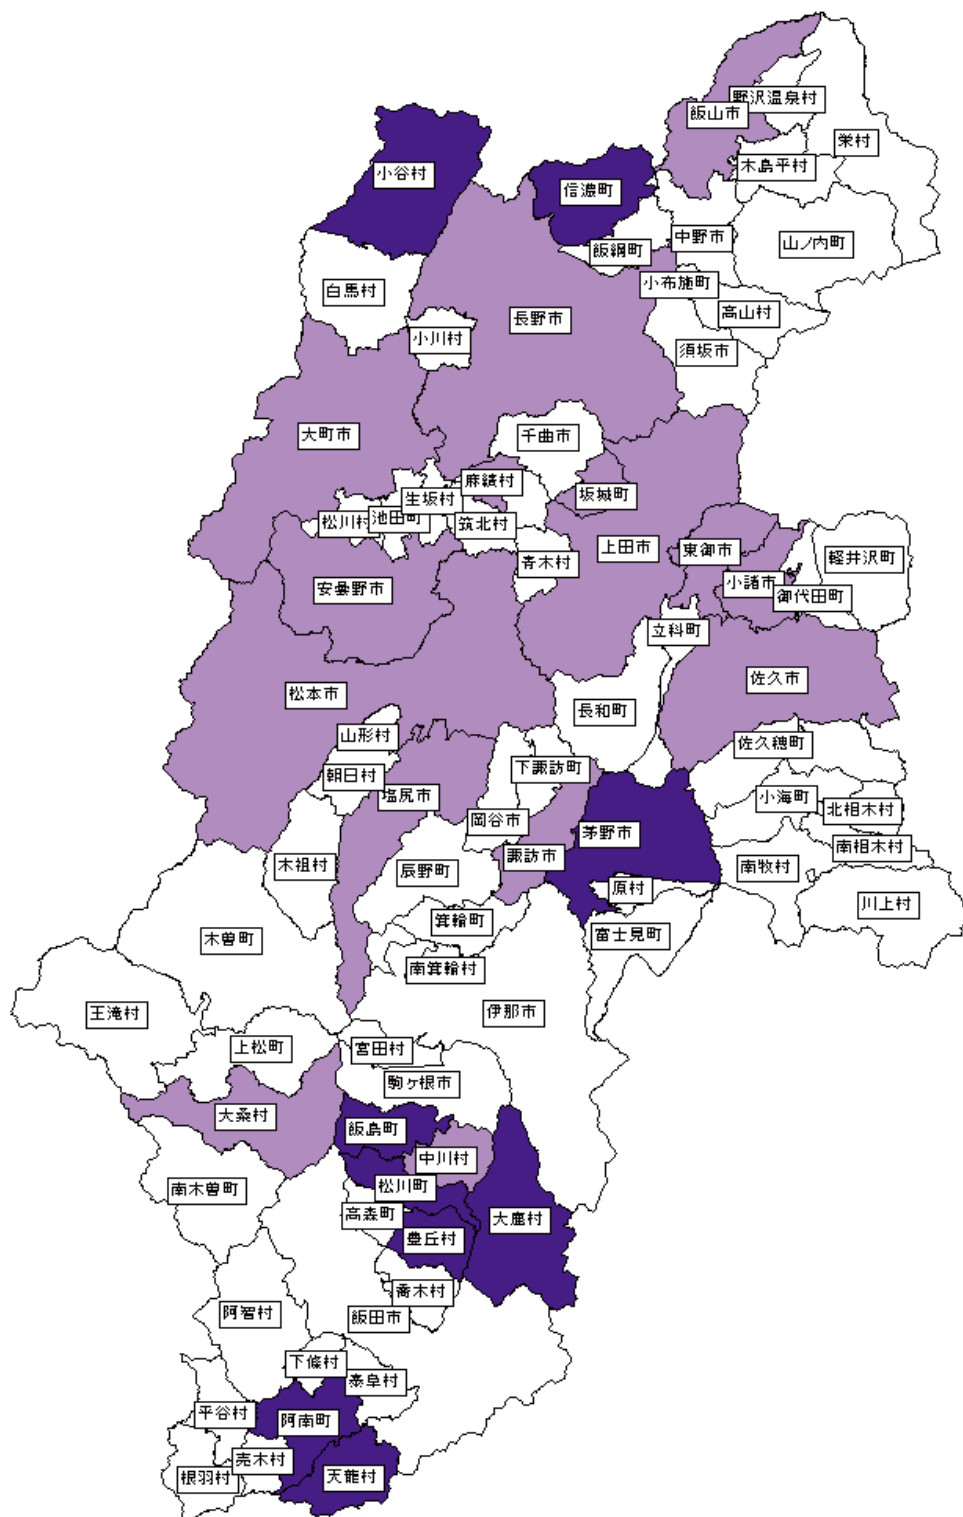 野沢温泉村
飯山市
栄村
木島平村
小谷村
信濃町
中野市
山ノ内町
飯綱町
小布施町
白馬村
高山村
長野市
小川村
須坂市
大町市
千曲市
麻績村
坂城町
生坂村
松川村
池田町
筑北村
上田市
東御市
青木村
軽井沢町
小諸市
安曇野市
御代田町
立科町
佐久市
松本市
長和町
山形村
佐久穂町
下諏訪町
朝日村
塩尻市
小海町
北相木村
岡谷市
茅野市
南相木村
諏訪市
木祖村
辰野町
南牧村
原村
川上村
箕輪町
富士見町
木曽町
南箕輪村
王滝村
伊那市
上松町
宮田村
駒ヶ根市
大桑村
飯島町
中川村
松川町
南木曽町
高森町
大鹿村
豊丘村
喬木村
阿智村
飯田市
下條村
泰阜村
平谷村
阿南町
売木村
根羽村
天龍村